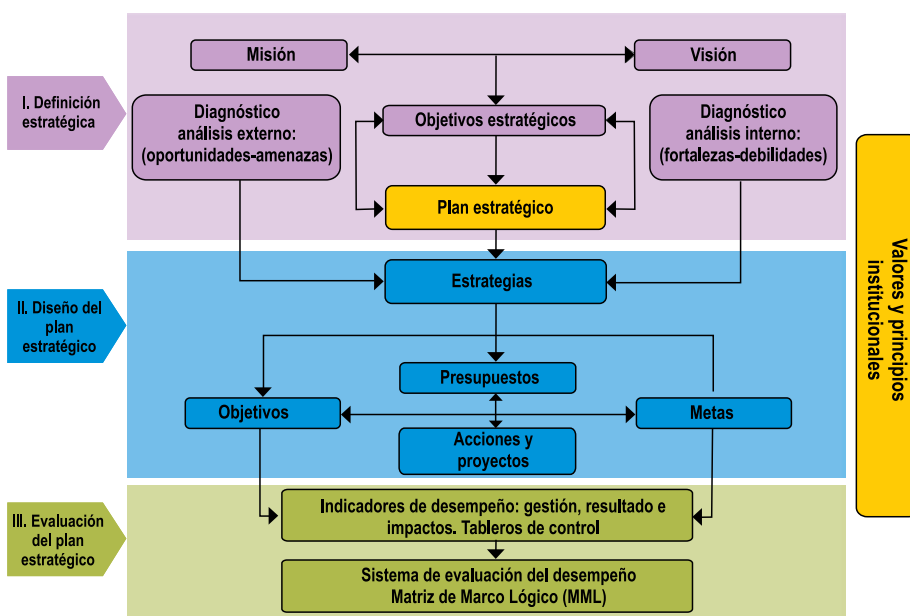 Misión
Visión
I. Definición
estratégica
Diagnóstico
análisis externo:
(oportunidades-amenazas)
Objetivos estratégicos
Diagnóstico
análisis interno:
(fortalezas-debilidades)
Plan estratégico
Valores y principios
institucionales
II. Diseño del
plan
estratégico
Estrategias
Presupuestos
Objetivos
Metas
Acciones y
proyectos
III. Evaluación
del plan
estratégico
Indicadores de desempeño: gestión, resultado e
impactos. Tableros de control
Sistema de evaluación del desempeño
Matriz de Marco Lógico (MML)